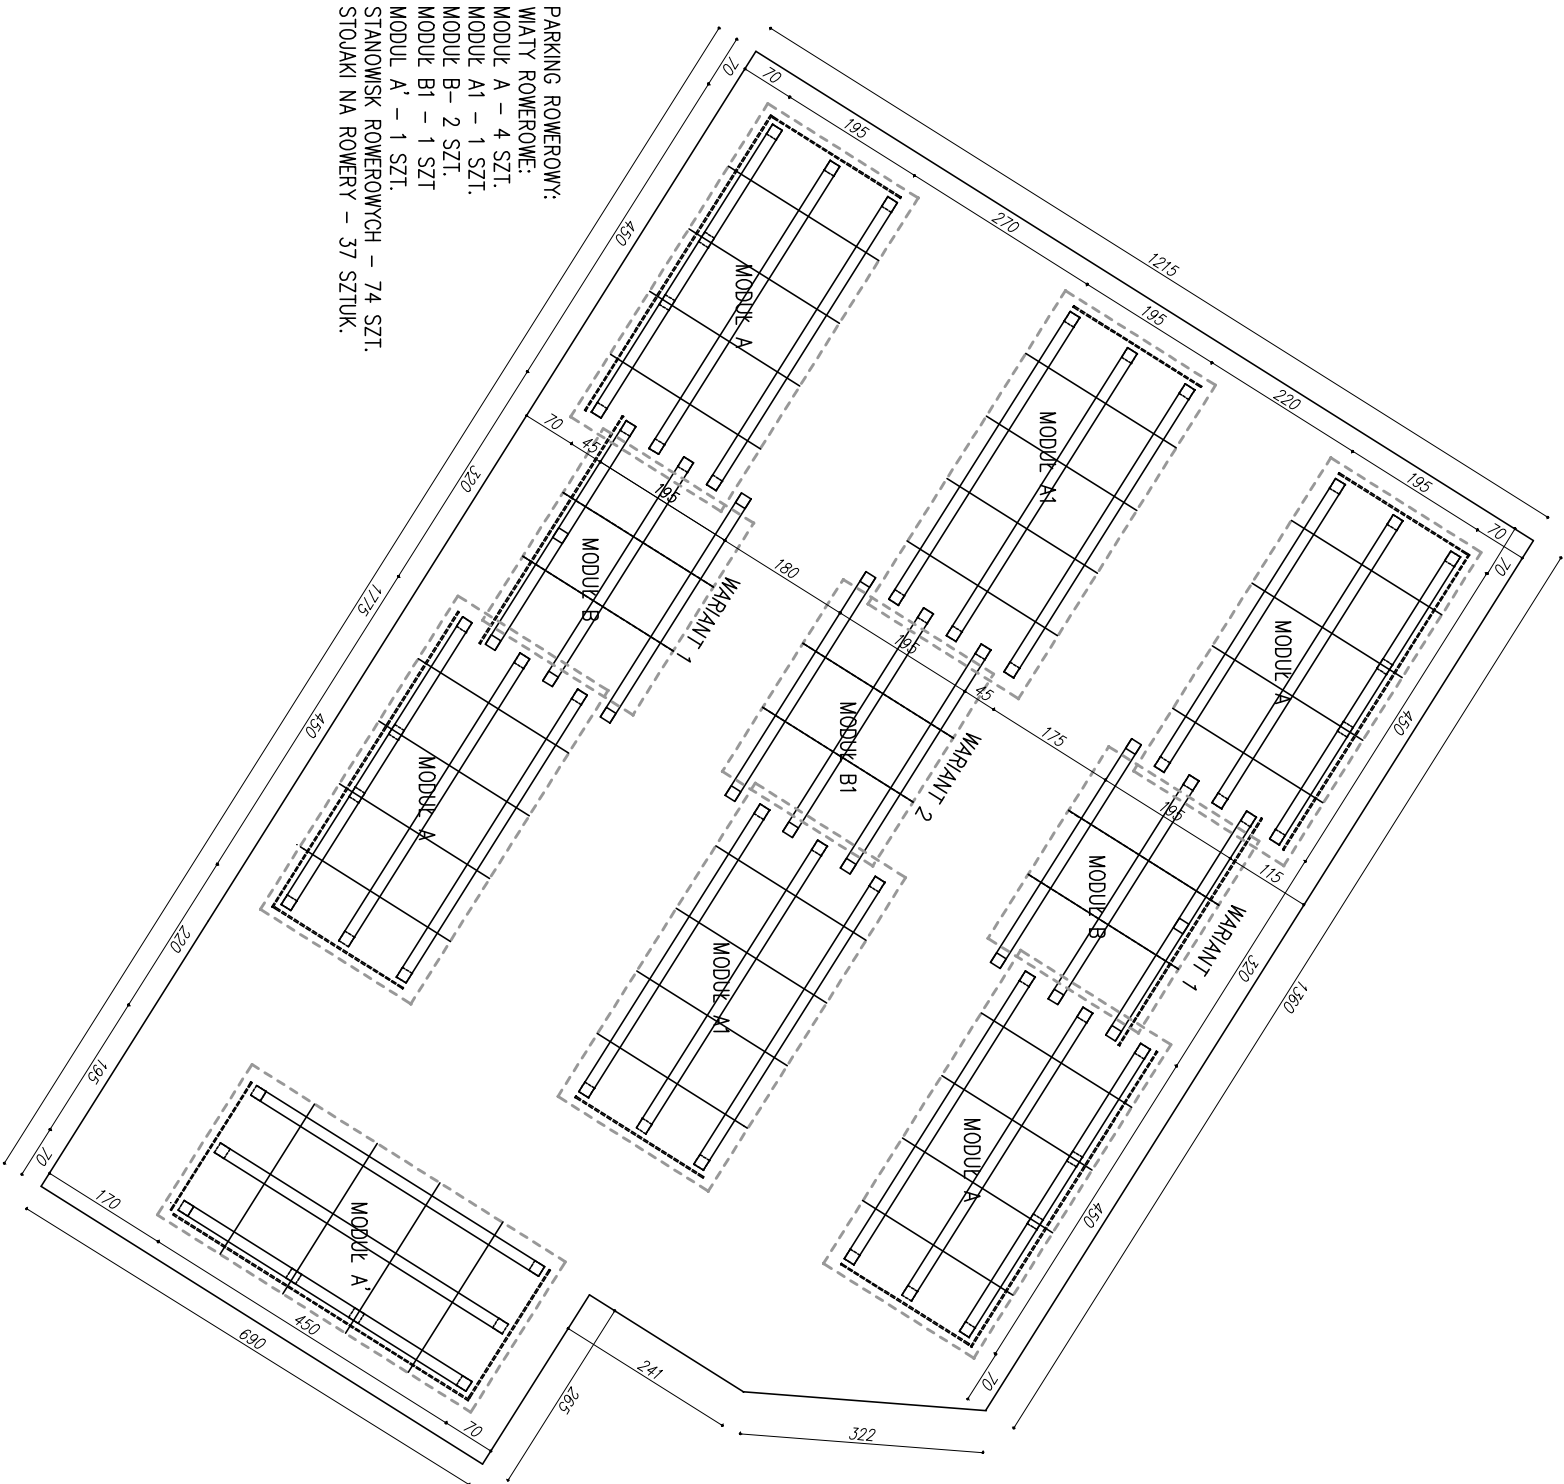 PARKING ROWEROWY:
WIATY ROWEROWE:
MODUŁ A – 4 SZT.
MODUŁ A1 – 1 SZT.
MODUŁ B– 2 SZT.
MODUŁ B1 – 1 SZT
MODUL A' – 1 SZT.
STANOWISK ROWEROWYCH – 74 SZT.
STOJAKI NA ROWERY – 37 SZTUK.
70
70
195
270
1215
195
220
195
70
70
450
MODUŁ A
MODUŁ A1
MODUŁ A
450
320
70
45
195
180
195
45
175
195
115
MODUŁ B
WARIANT 1
MODUŁ B1
WARIANT 2
MODUŁ B
WARIANT 1
320
1360
1775
450
MODUŁ A
MODUŁ A1
MODUŁ A
450
220
195
70
170
MODUŁ A'
450
690
70
265
241
322
70